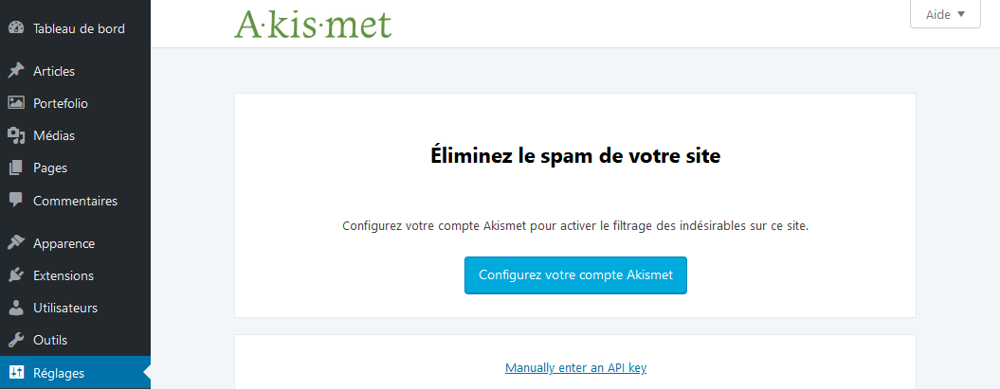 Tableau de bord
Articles
Portefolio
Médias
Pages
Commentaires
Apparence
Extensions
Utilisateurs
Outils
Réglages
A·kis·met
Aide
Éliminez le spam de votre site
Configurez votre compte Akismet pour activer le filtrage des indésirables sur ce site.
Configurez votre compte Akismet
Manually enter an API key